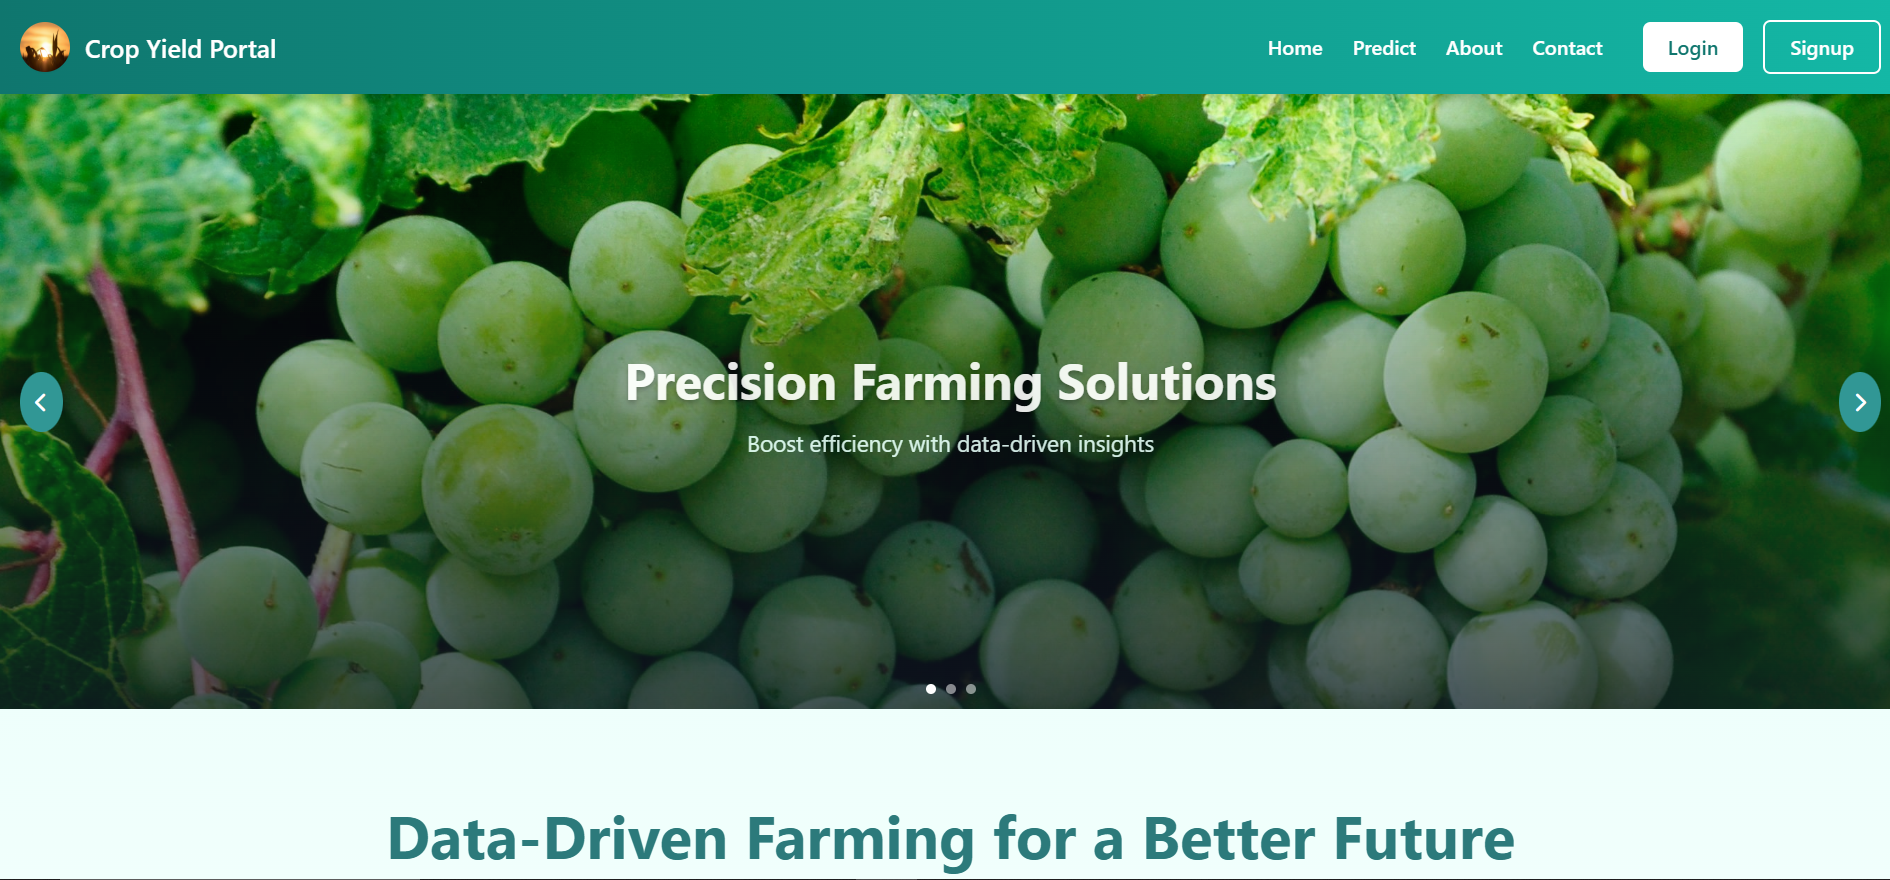 Crop Yield Portal
Home Predict About Contact Login Signup
Precision Farming Solutions
Boost efficiency with data-driven insights
Data-Driven Farming for a Better Future